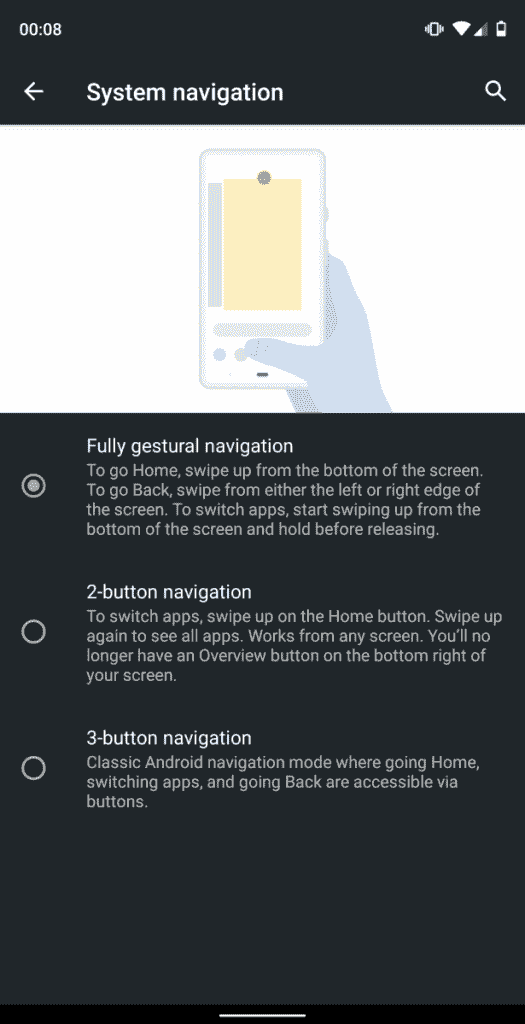 00:08
System navigation
Fully gestural navigation
To go Home, swipe up from the bottom of the screen.
To go Back, swipe from either the left or right edge of
the screen. To switch apps, start swiping up from the
bottom of the screen and hold before releasing.
2-button navigation
To switch apps, swipe up on the Home button. Swipe up
again to see all apps. Works from any screen. You’ll no
longer have an Overview button on the bottom right of
your screen.
3-button navigation
Classic Android navigation mode where going Home,
switching apps, and going Back are accessible via
buttons.